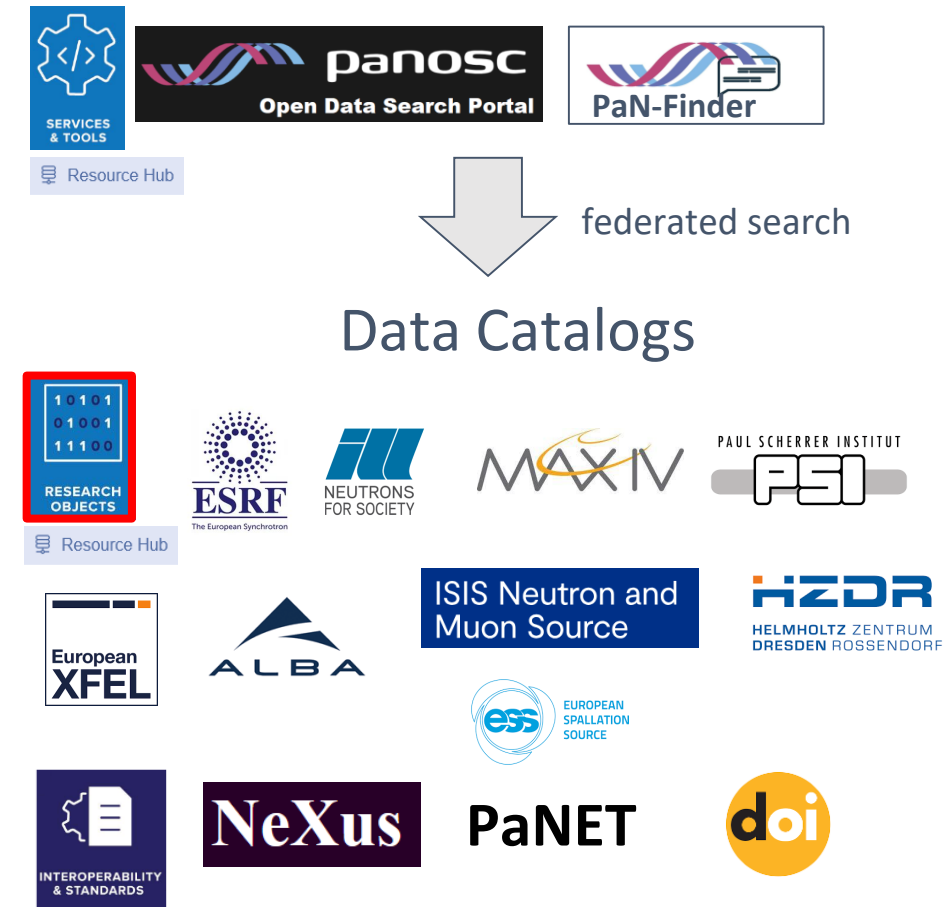 </>
SERVICES
& TOOLS
panosc
Open Data Search Portal
PaN-Finder
Resource Hub
federated search
Data Catalogs
10101
01001
11100
RESEARCH
OBJECTS
Resource Hub
ESRF
The European Synchrotron
ill
NEUTRONS
FOR SOCIETY
MAXIV
PAUL SCHERRER INSTITUT
PSI
European
XFEL
ALBA
ISIS Neutron and
Muon Source
HZDR
HELMHOLTZ ZENTRUM
DRESDEN ROSSENDORF
ess
EUROPEAN
SPALLATION
SOURCE
INTEROPERABILITY
& STANDARDS
NeXus
PaNET
doi